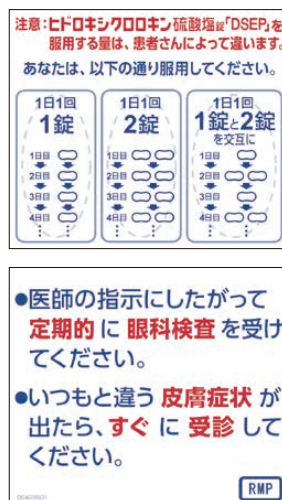 注意：ヒドロキシクロロキン硫酸塩錠「DSEP」を
服用する量は、患者さんによって違います。
あなたは、以下の通り服用してください。
1日1回
1錠
1日目
2日目
3日目
4日目
1日1回
2錠
1日目
2日目
3日目
4日目
1日1回
1錠と2錠
を交互に
1日目
2日目
3日目
4日目
●医師の指示にしたがって
定期的 に 眼科検査 を受け
てください。
●いつもと違う 皮膚症状 が
出たら、すぐ に 受診 して
ください。
RMP